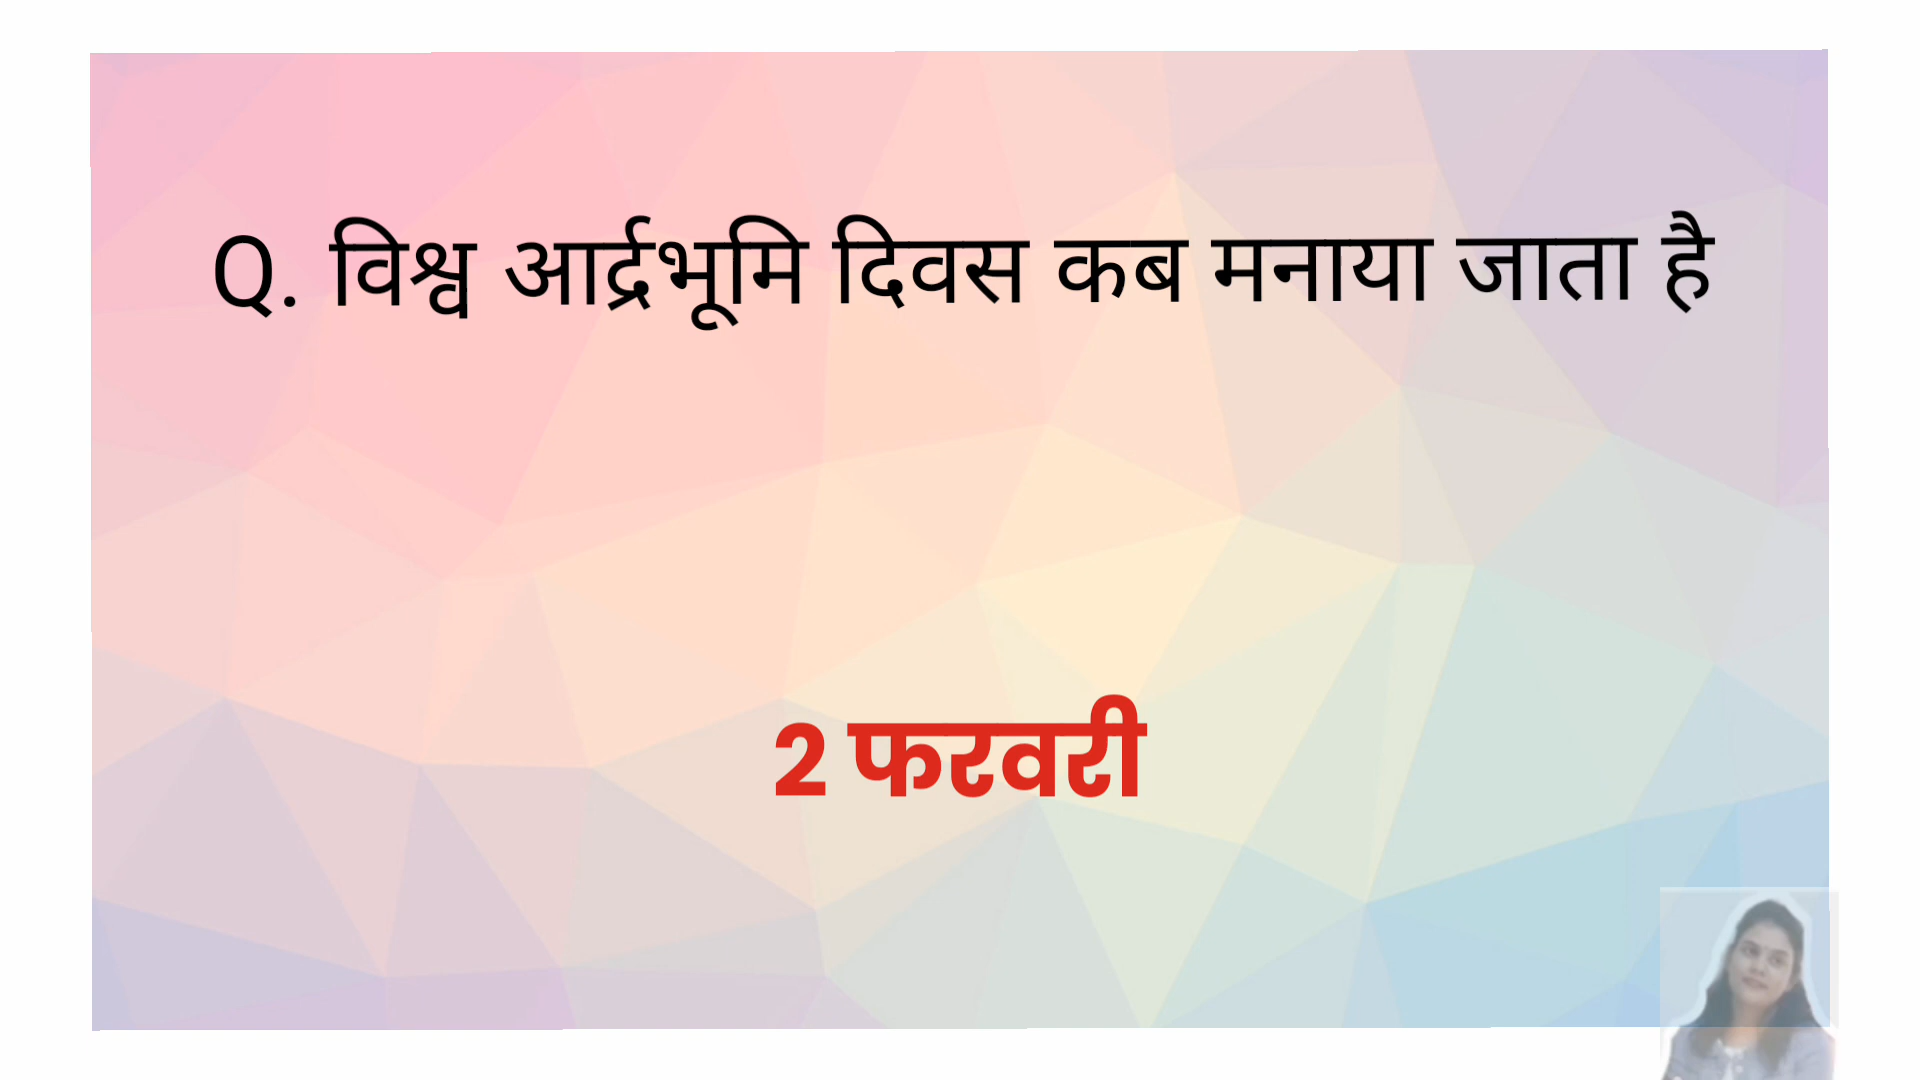 Q. विश्व आर्द्रभूमि दिवस कब मनाया जाता है
2 फरवरी